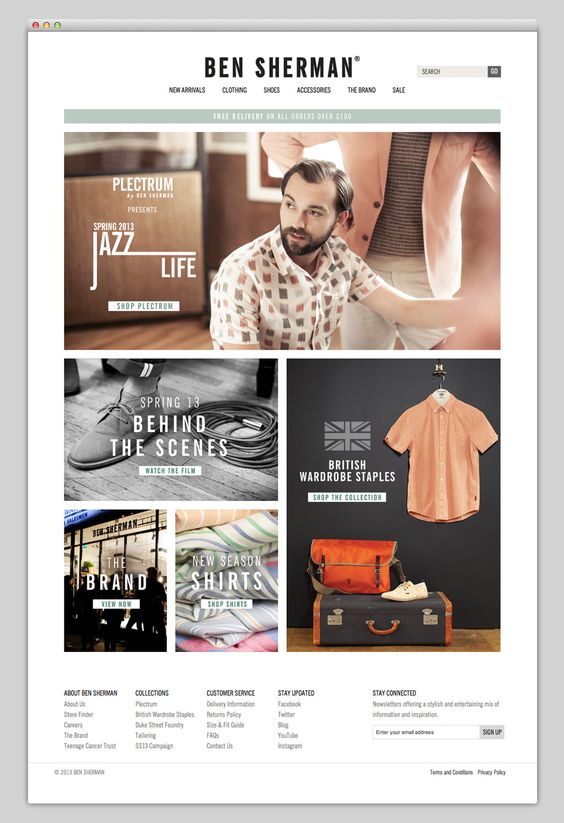 BEN SHERMAN®
SEARCH GO
NEW ARRIVALS CLOTHING SHOES ACCESSORIES THE BRAND SALE
FREE DELIVERY ON ALL ORDERS OVER £100
PLECTRUM
by BEN SHERMAN
PRESENTS
SPRING 2013
JAZZ
LIFE
SHOP PLECTRUM
SPRING 13
BEHIND
THE SCENES
WATCH THE FILM
BRITISH
WARDROBE STAPLES
SHOP THE COLLECTION
BEN SHERMAN
THE
BRAND
VIEW NOW
NEW SEASON
SHIRTS
SHOP SHIRTS
ABOUT BEN SHERMAN
About Us
Store Finder
Careers
The Brand
Teenage Cancer Trust
COLLECTIONS
Plectrum
British Wardrobe Staples
Duke Street Foundry
Tailoring
SS13 Campaign
CUSTOMER SERVICE
Delivery Information
Returns Policy
Size & Fit Guide
FAQs
Contact Us
STAY UPDATED
Facebook
Twitter
Blog
YouTube
Instagram
STAY CONNECTED
Newsletters offering a stylish and entertaining mix of
information and inspiration.
Enter your email address SIGN UP
© 2013 BEN SHERMAN
Terms and Conditions Privacy Policy